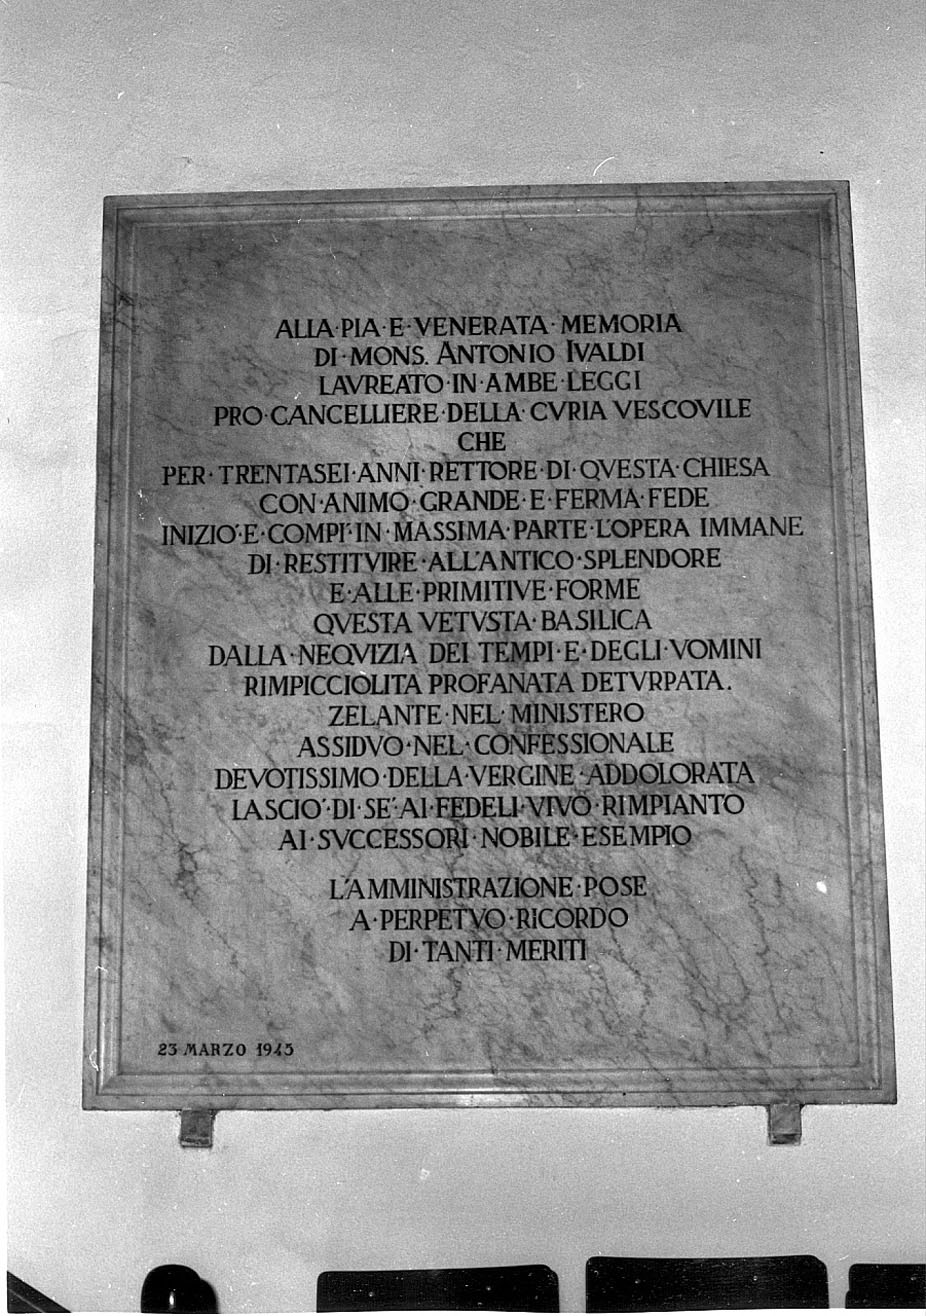 ALLA·PIA·E·VENERATA·MEMORIA
DI·MONS. ANTONIO IVALDI
LAVREATO·IN·AMBE·LEGGI
PRO·CANCELLIERE·DELLA·CVRIA VESCOVILE
CHE
PER·TRENTASEI·ANNI·RETTORE·DI·QVESTA·CHIESA
CON·ANIMO·GRANDE·E·FERMA·FEDE
INIZIO'·E·COMPI'·IN·MASSIMA·PARTE·L'OPERA IMMANE
DI·RESTITVIRE·ALL'ANTICO·SPLENDORE
E·ALLE·PRIMITIVE·FORME
QVESTA VETVSTA·BASILICA
DALLA·NEQVIZIA DEI TEMPI·E·DEGLI·VOMINI
RIMPICCIOLITA PROFANATA DETVRPATA.
ZELANTE·NEL·MINISTERO
ASSIDVO·NEL·CONFESSIONALE
DEVOTISSIMO·DELLA·VERGINE·ADDOLORATA
LASCIO'·DI·SE'·AI·FEDELI·VIVO·RIMPIANTO
AI·SVCCESSORI·NOBILE·ESEMPIO
L'AMMINISTRAZIONE·POSE
A·PERPETVO·RICORDO
DI·TANTI·MERITI
23 MARZO 1945